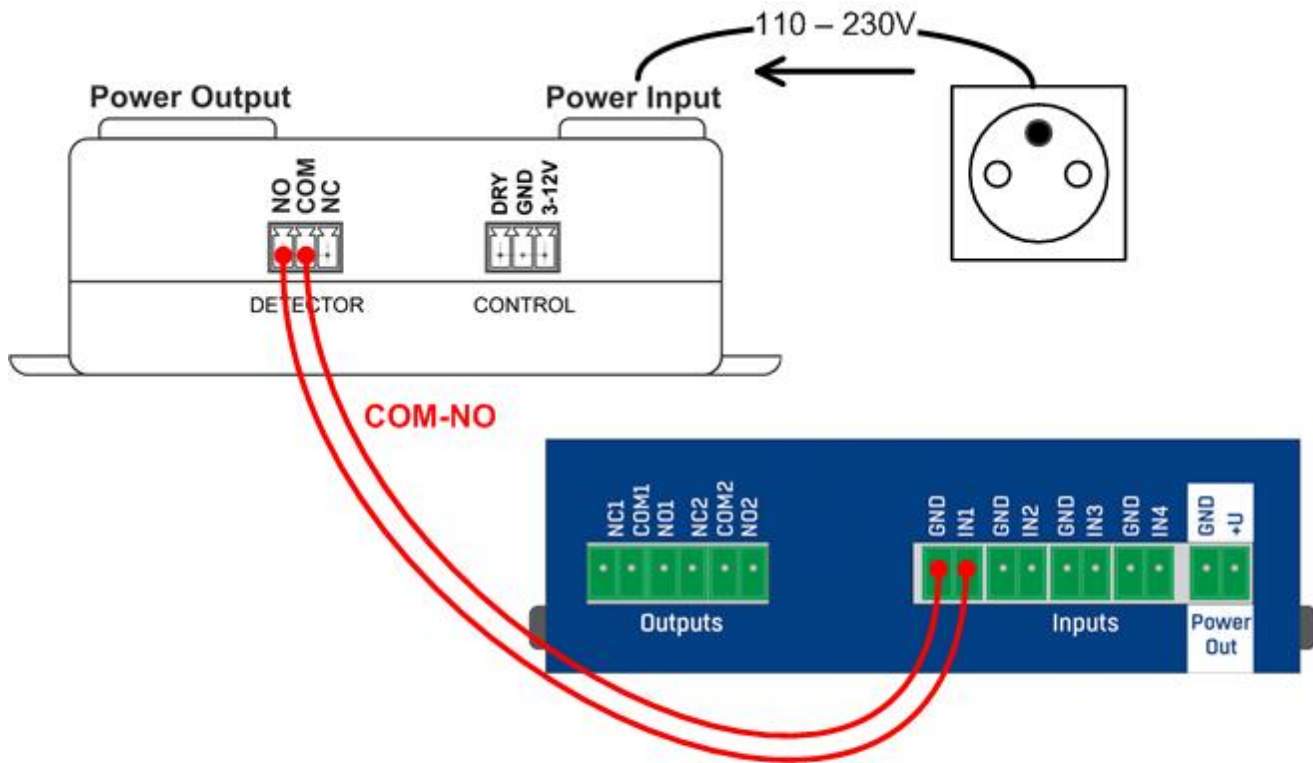 110 – 230V
Power Output
Power Input
NO
COM
NC
DRY
GND
3-12V
DETECTOR
CONTROL
COM-NO
NC1
COM1
NO1
NC2
COM2
NO2
GND
IN1
GND
IN2
GND
IN3
GND
IN4
GND
+U
Outputs
Inputs
Power
Out